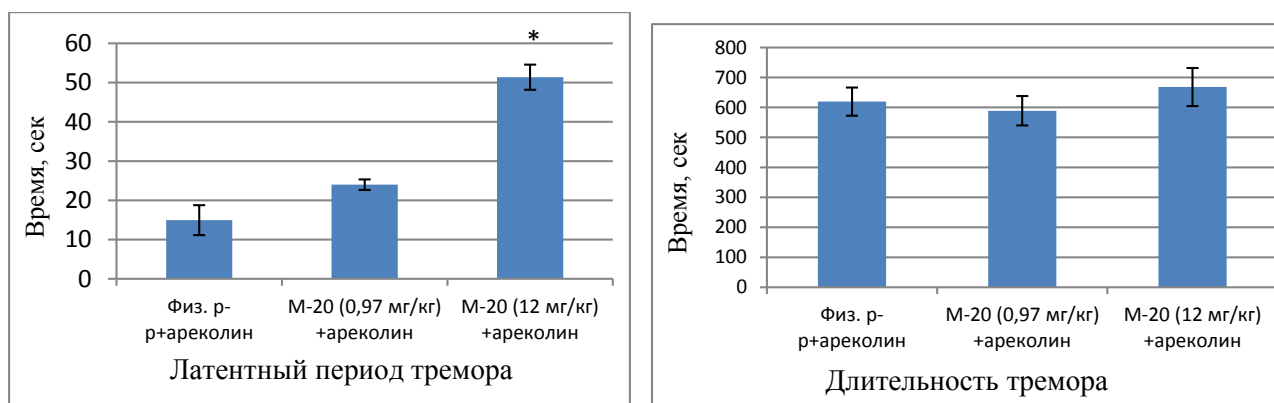 60
50
40
30
20
10
0
Время, сек
*
Физ. р-
р+ареколин
М-20 (0,97 мг/кг)
+ареколин
М-20 (12 мг/кг)
+ареколин
Латентный период тремора
800
700
600
500
400
300
200
100
0
Время, сек
Физ. р-
р+ареколин
М-20 (0,97 мг/кг)
+ареколин
М-20 (12 мг/кг)
+ареколин
Длительность тремора